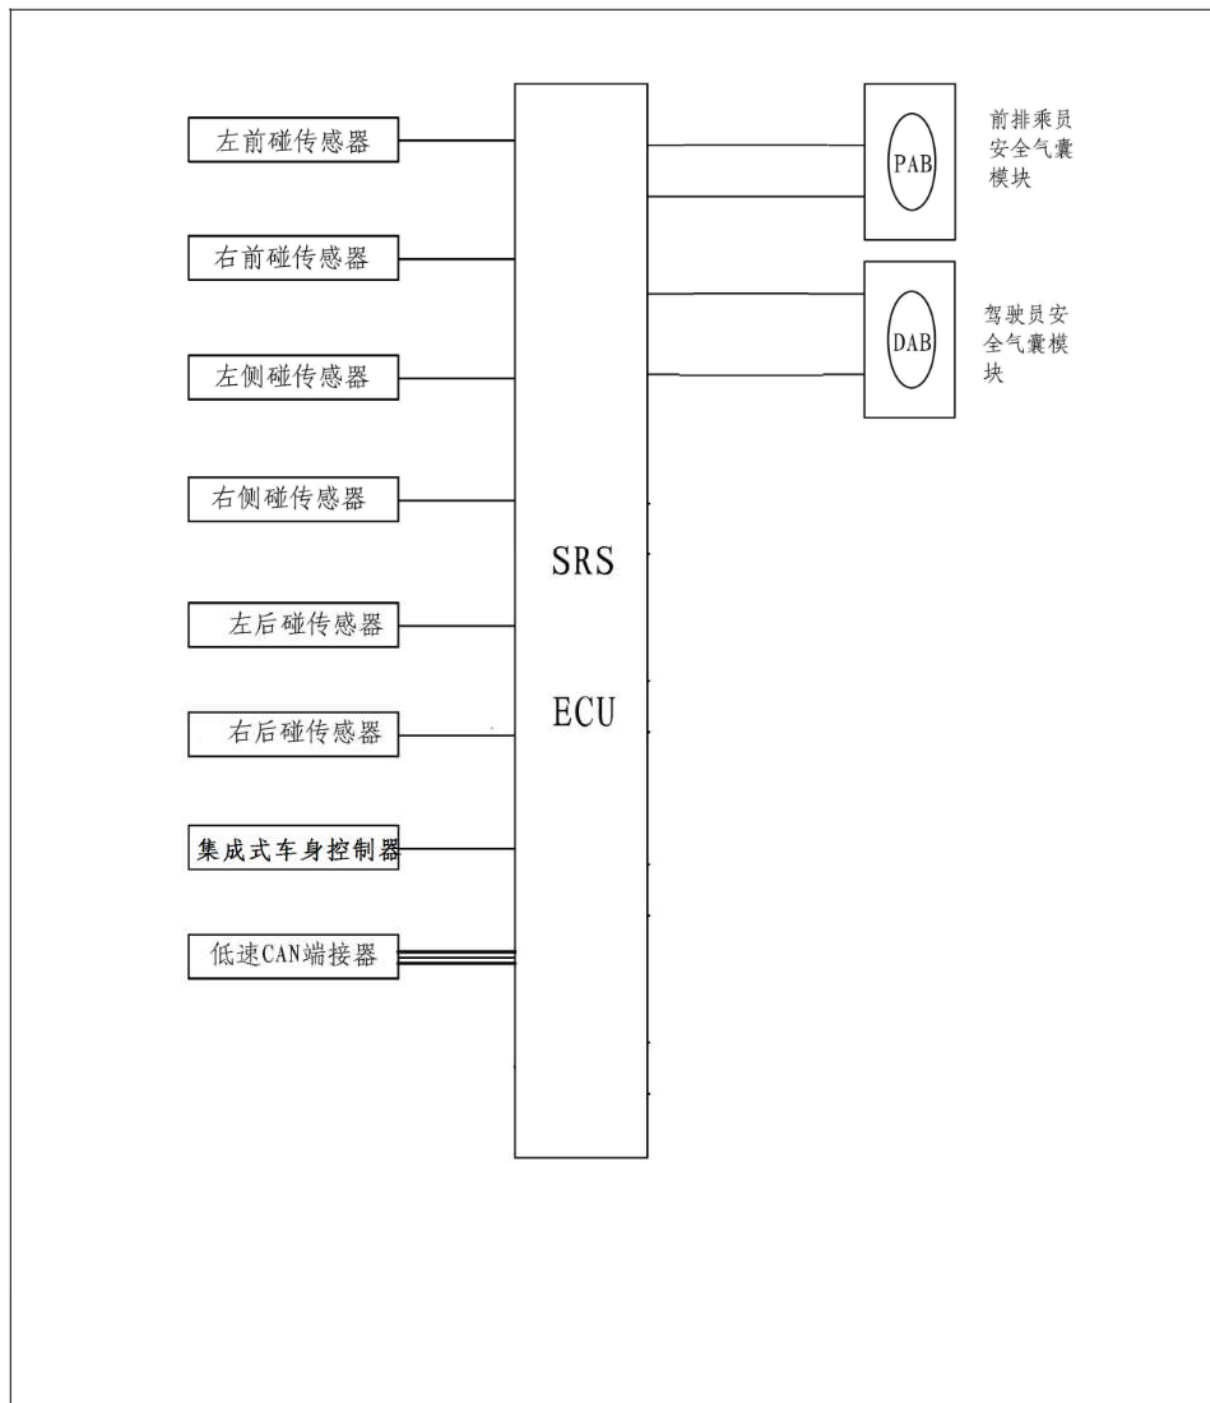 左前碰传感器
右前碰传感器
左侧碰传感器
右侧碰传感器
左后碰传感器
右后碰传感器
集成式车身控制器
低速CAN端接器
SRS
ECU
PAB
前排乘员
安全气囊
模块
DAB
驾驶员安
全气囊模
块